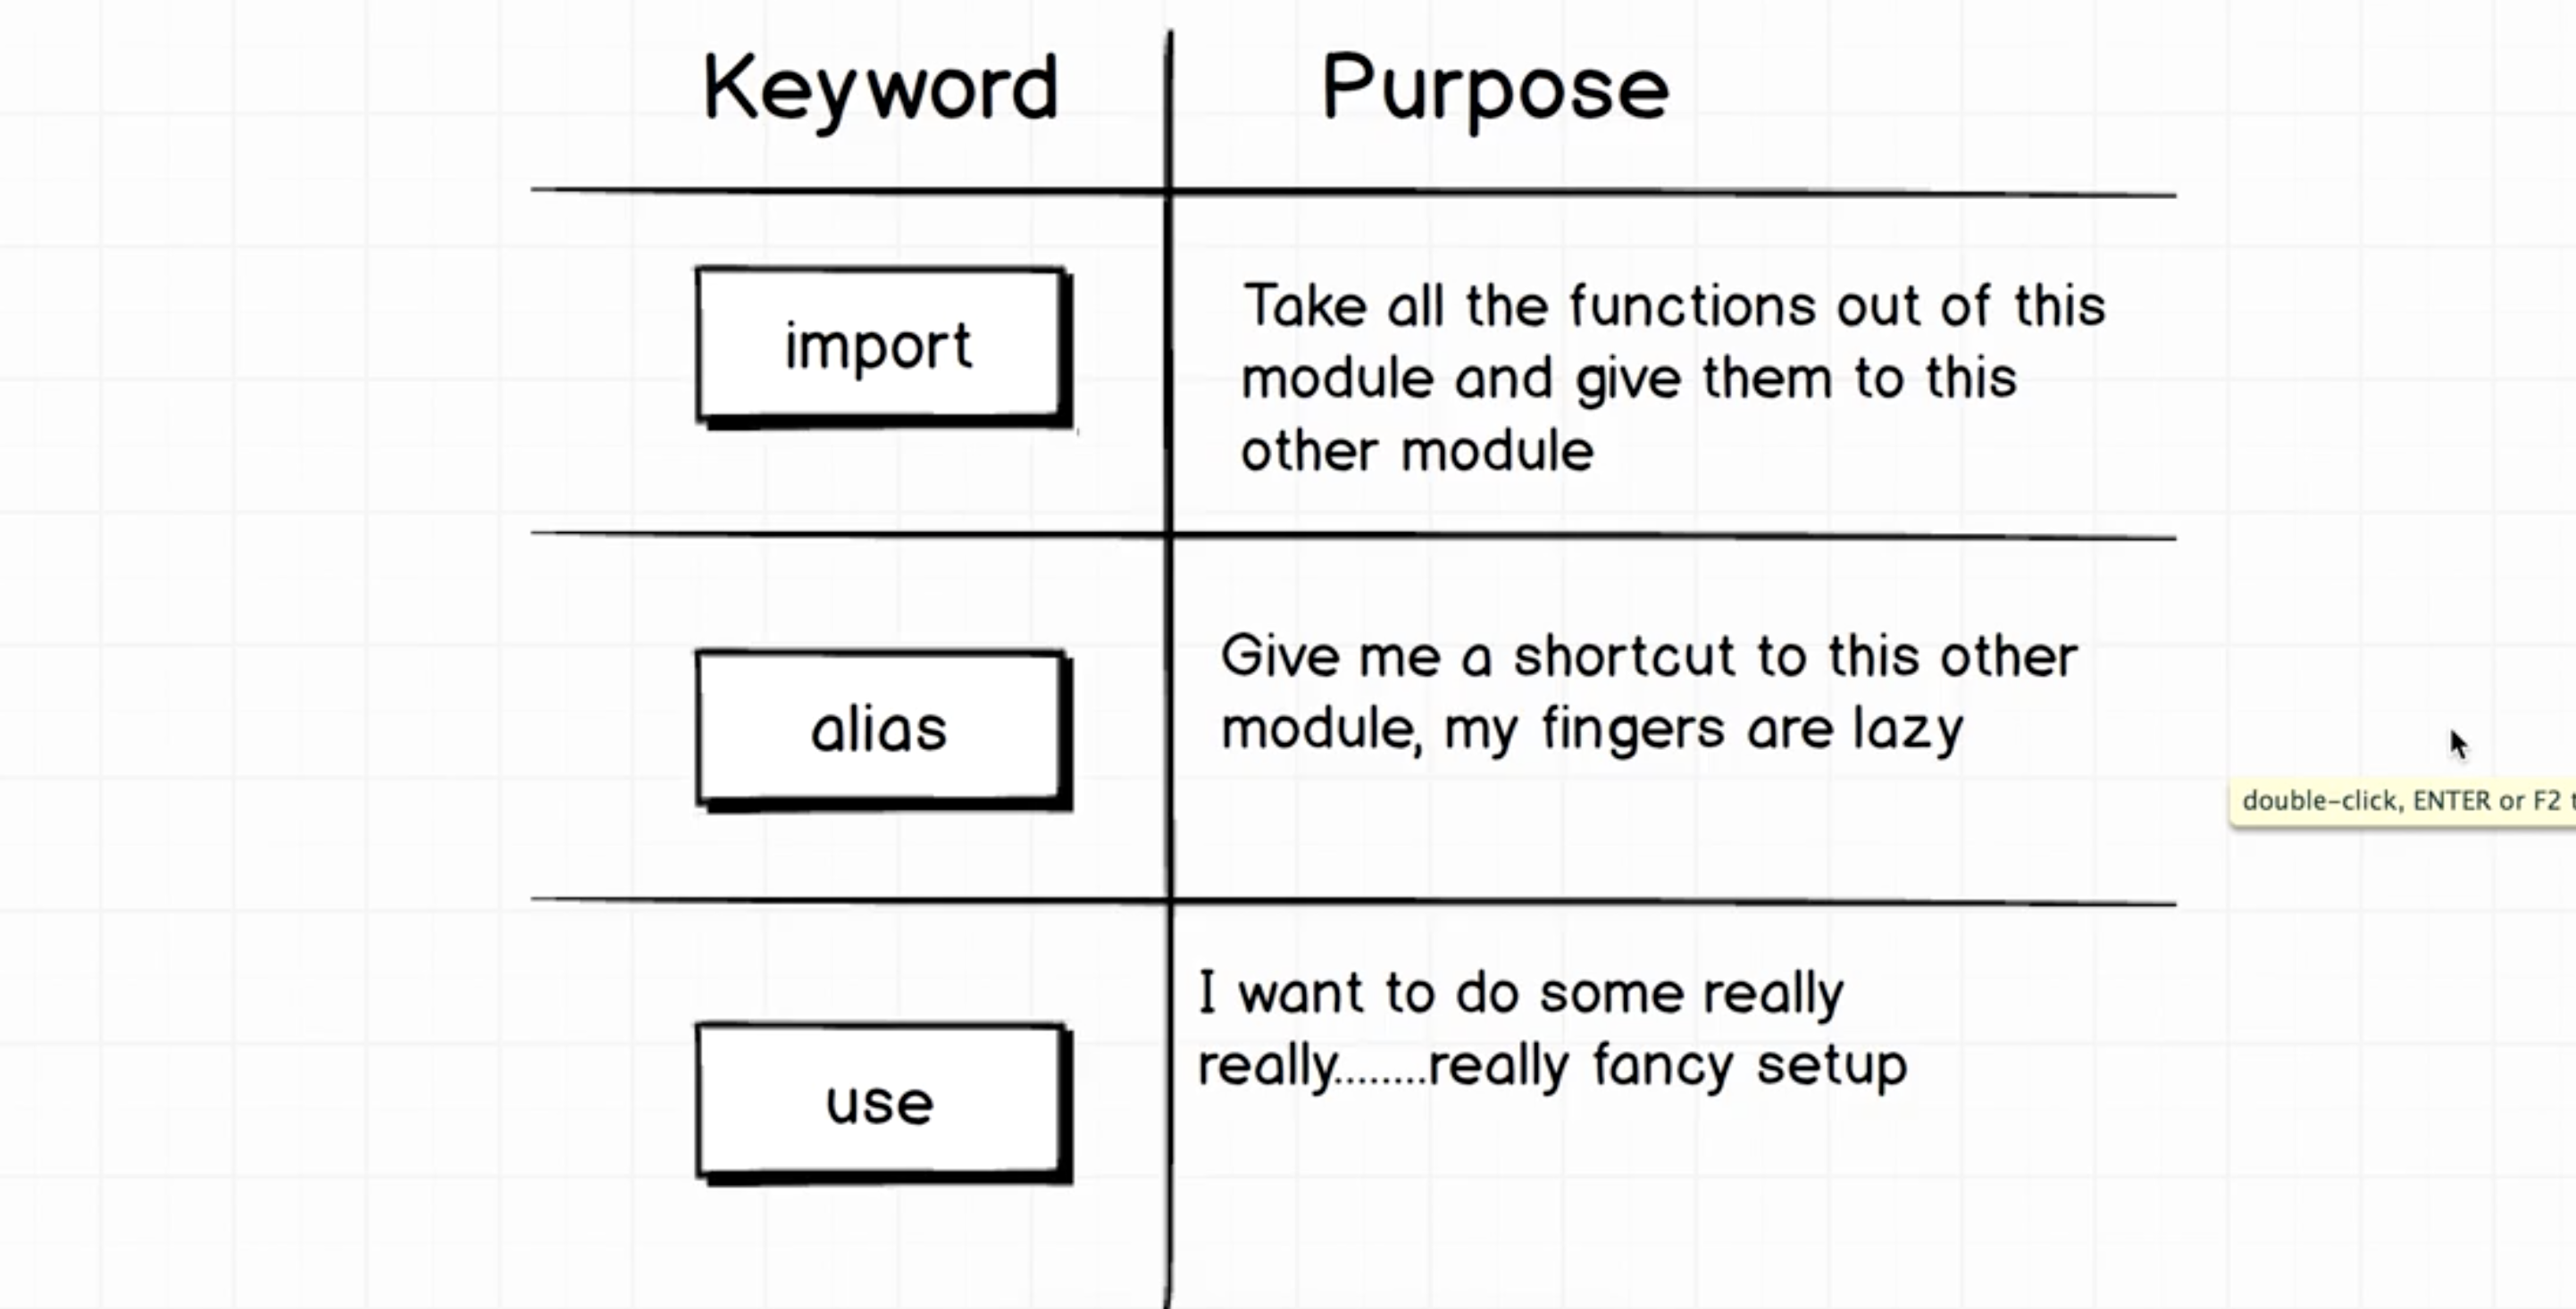 Keyword
Purpose
import
Take all the functions out of this
module and give them to this
other module
alias
Give me a shortcut to this other
module, my fingers are lazy
double-click, ENTER or F2
use
I want to do some really
really........really fancy setup